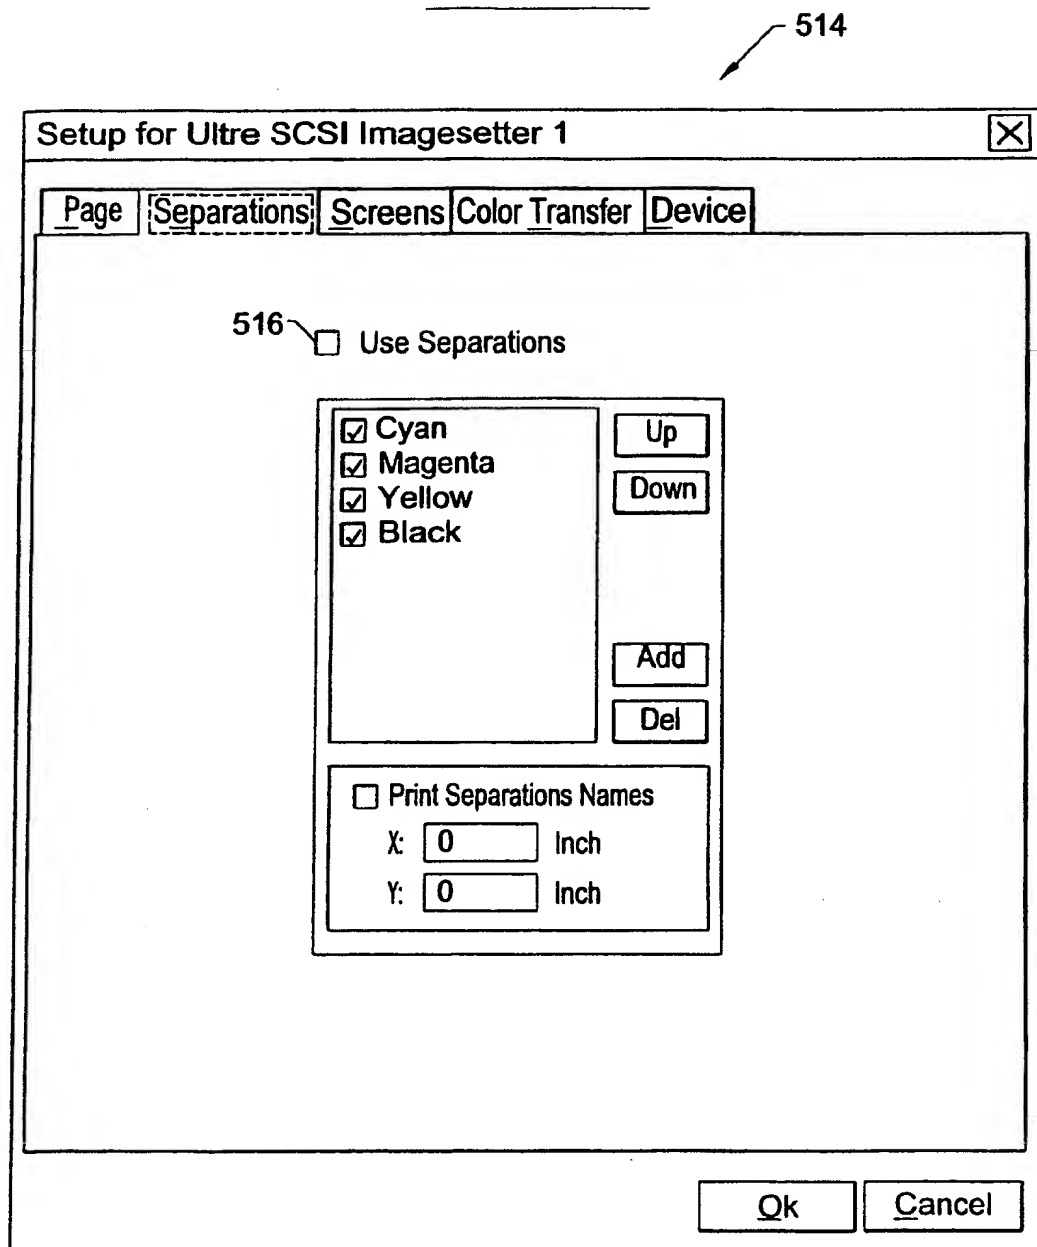 514
Setup for Ultre SCSI Imagesetter 1
Page Separations Screens Color Transfer Device
516 Use Separations
Cyan Up
Magenta
Yellow Down
Black
Add
Del
Print Separations Names
X: 0 Inch
Y: 0 Inch
Ok Cancel